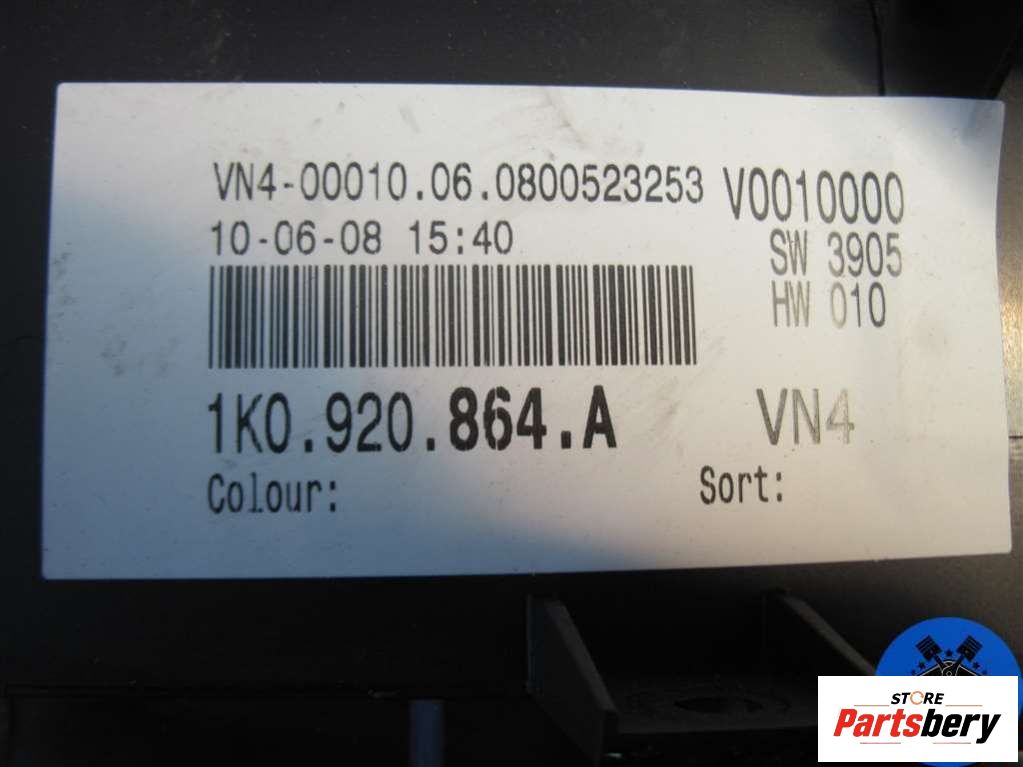 VN4-00010.06.0800523253 V0010000
10-06-08 15:40 SW 3905
HW 010
1K0.920.864.A VN4
Colour: Sort:
STORE
Partsbery